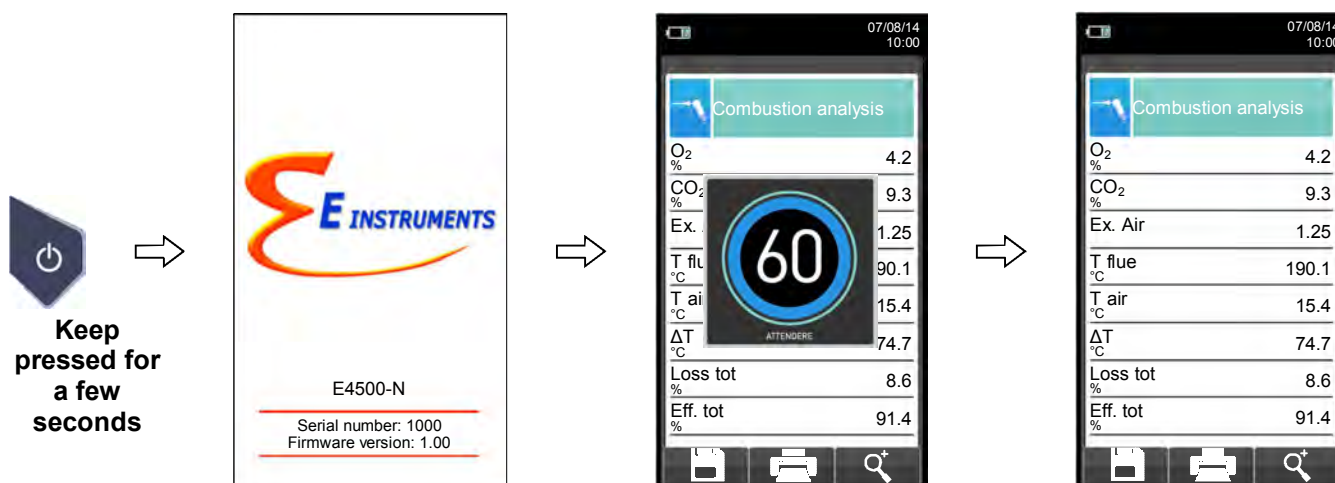 Keep
pressed for
a few
seconds
E INSTRUMENTS
E4500-N
Serial number: 1000
Firmware version: 1.00
07/08/14
10:00
Combustion analysis
O₂
% 4.2
CO₂
% 9.3
Ex. 1.25
60
T flu 90.1
°C
T ai 15.4
°C
ATTENDERE
ΔT 74.7
°C
Loss tot
% 8.6
Eff. tot
% 91.4
07/08/14
10:00
Combustion analysis
O₂
% 4.2
CO₂
% 9.3
Ex. Air 1.25
T flue
°C 190.1
T air
°C 15.4
ΔT
°C 74.7
Loss tot
% 8.6
Eff. tot
% 91.4